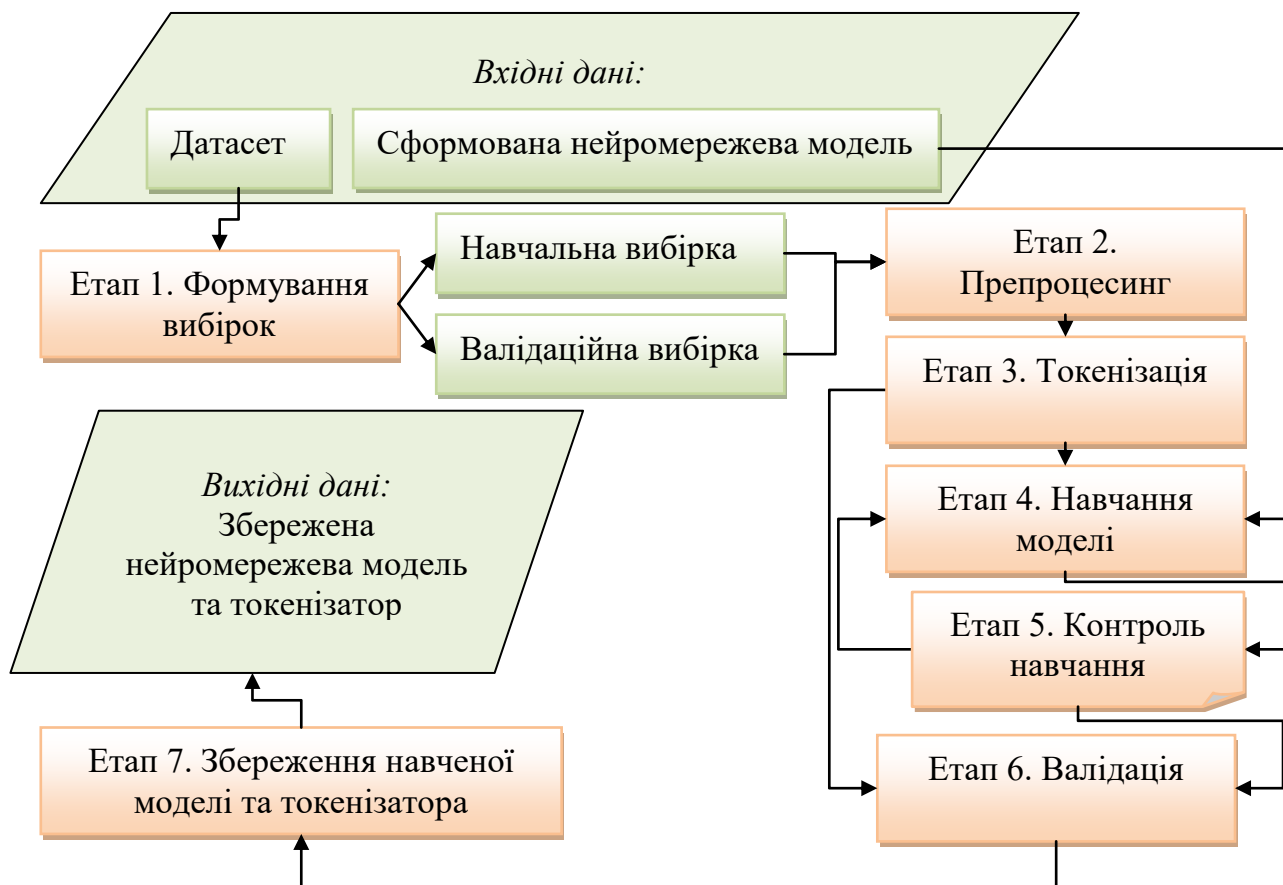 Вхідні дані:
Датасет
Сформована нейромережева модель
Етап 1. Формування
вибірок
Навчальна вибірка
Валідаційна вибірка
Етап 2.
Препроцесинг
Етап 3. Токенізація
Етап 4. Навчання
моделі
Етап 5. Контроль
навчання
Етап 6. Валідація
Етап 7. Збереження навченої
моделі та токенізатора
Вихідні дані:
Збережена
нейромережева модель
та токенізатор